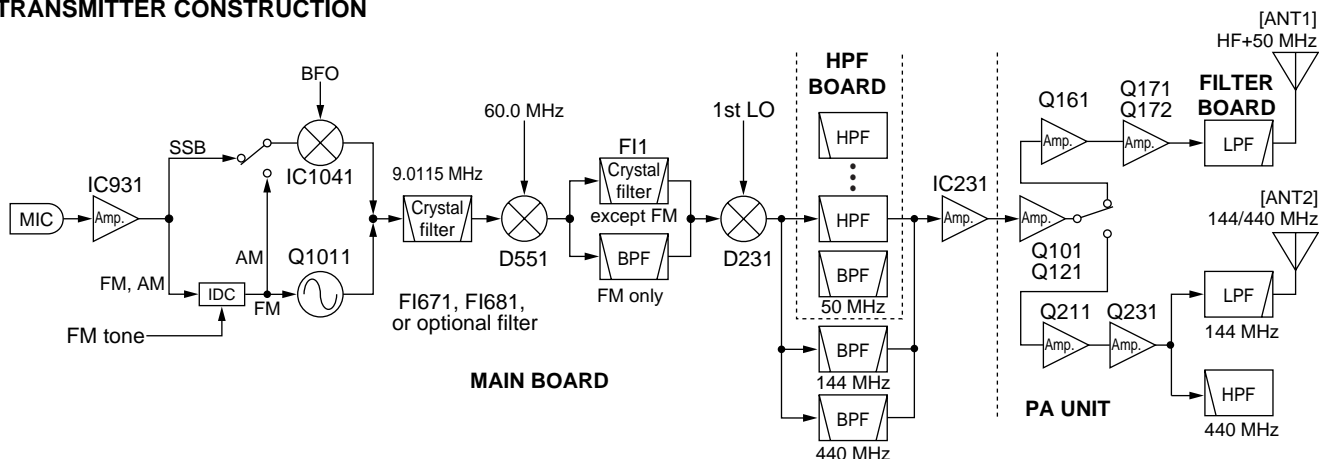 TRANSMITTER CONSTRUCTION
MIC
IC931
Amp.
SSB
FM, AM
FM tone
IDC
AM
FM
BFO
IC1041
Q1011
9.0115 MHz
Crystal
filter
FI671, FI681,
or optional filter
60.0 MHz
D551
FI1
Crystal
filter
except FM
BPF
FM only
MAIN BOARD
1st LO
D231
HPF
BOARD
HPF
HPF
BPF
50 MHz
BPF
144 MHz
BPF
440 MHz
IC231
Amp.
Amp.
Q101
Q121
Q161
Amp.
Q171
Q172
Amp.
FILTER
BOARD
LPF
[ANT1]
HF+50 MHz
Q211
Amp.
Q231
Amp.
LPF
144 MHz
[ANT2]
144/440 MHz
HPF
440 MHz
PA UNIT